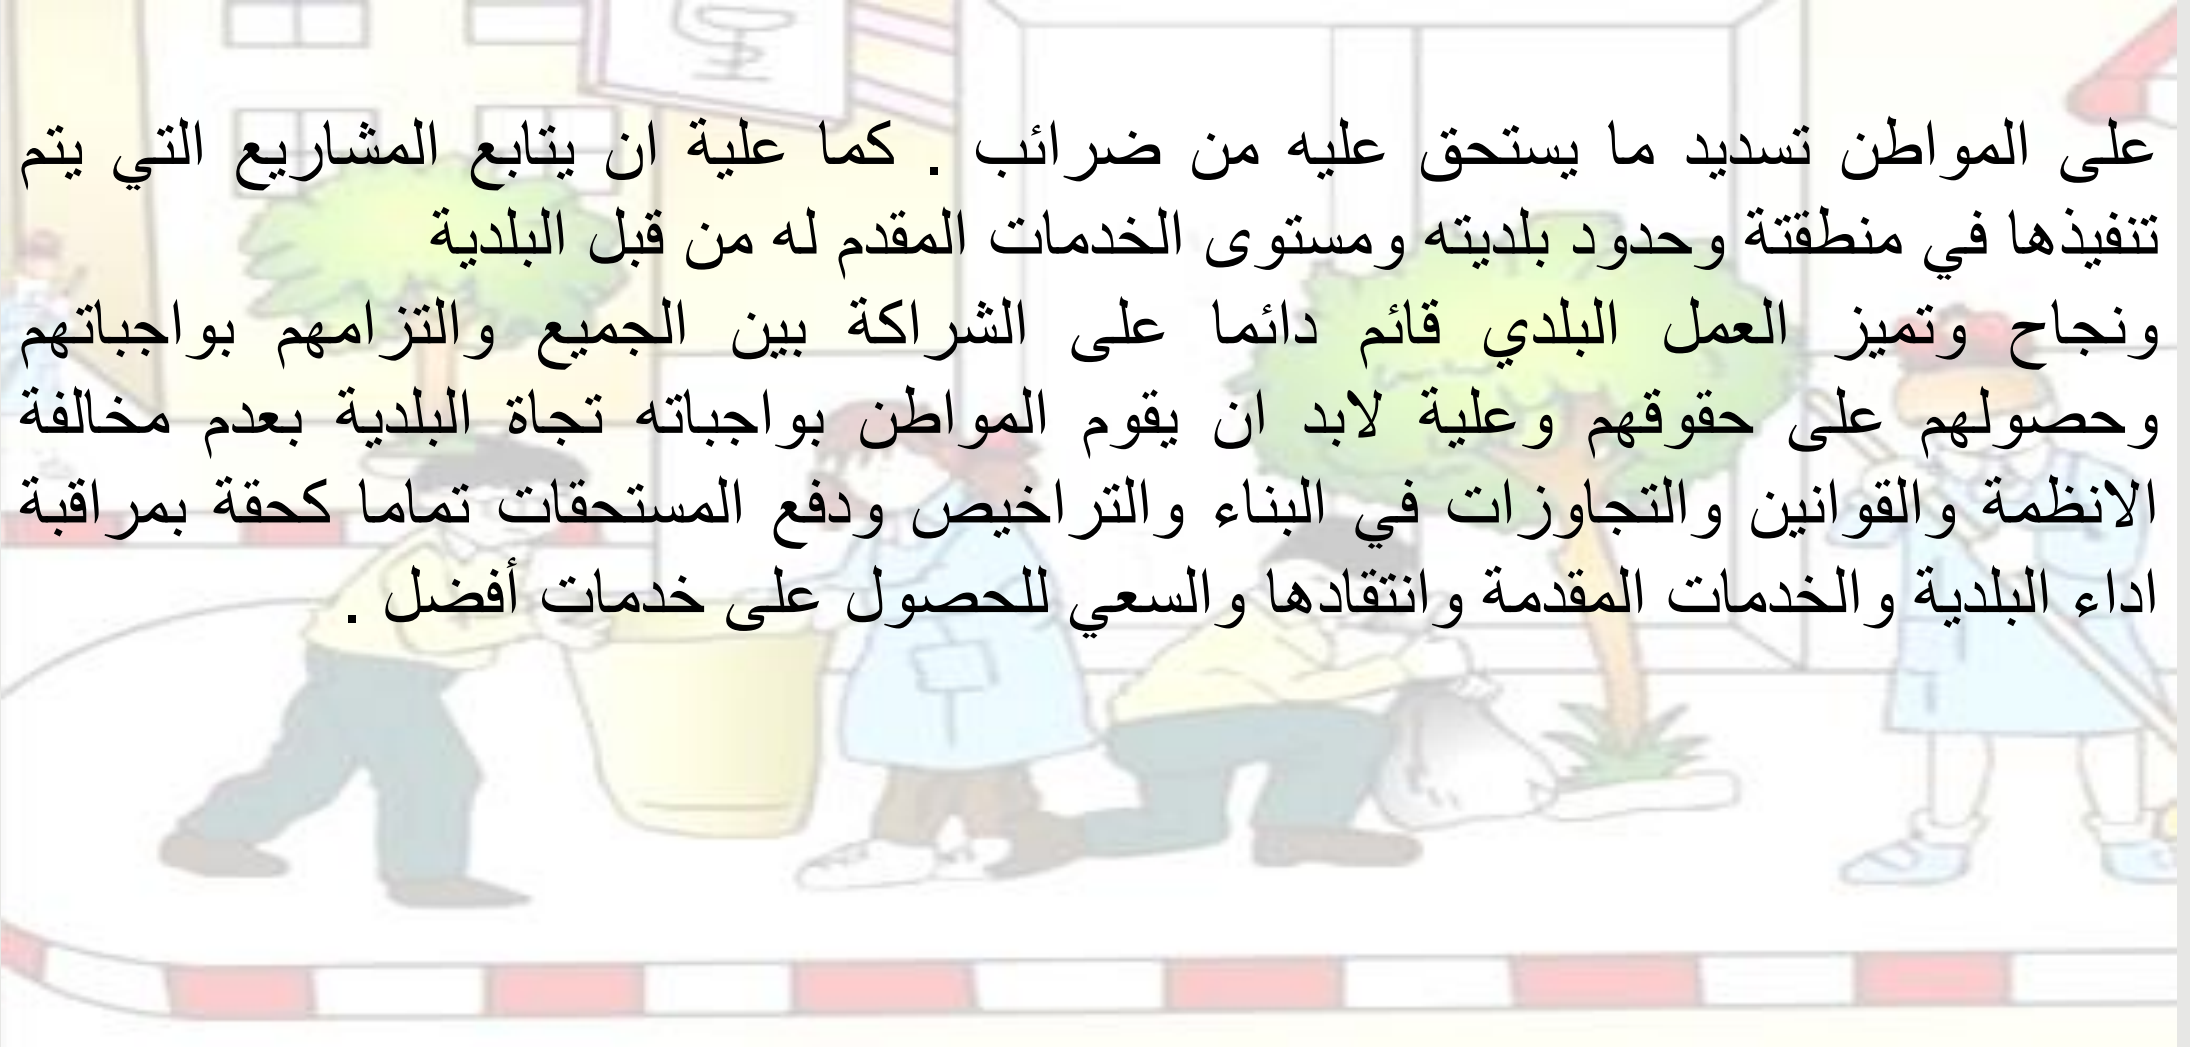 على المواطن تسديد ما يستحق عليه من ضرائب . كما علية ان يتابع المشاريع التي يتم
تنفيذها في منطقتة وحدود بلديته ومستوى الخدمات المقدم له من قبل البلدية
ونجاح وتميز العمل البلدي قائم دائما على الشراكة بين الجميع والتزامهم بواجباتهم
وحصولهم على حقوقهم وعلية لابد ان يقوم المواطن بواجباته تجاة البلدية بعدم مخالفة
الانظمة والقوانين والتجاوزات في البناء والتراخيص ودفع المستحقات تماما كحقة بمراقبة
اداء البلدية والخدمات المقدمة وانتقادها والسعي للحصول على خدمات أفضل .